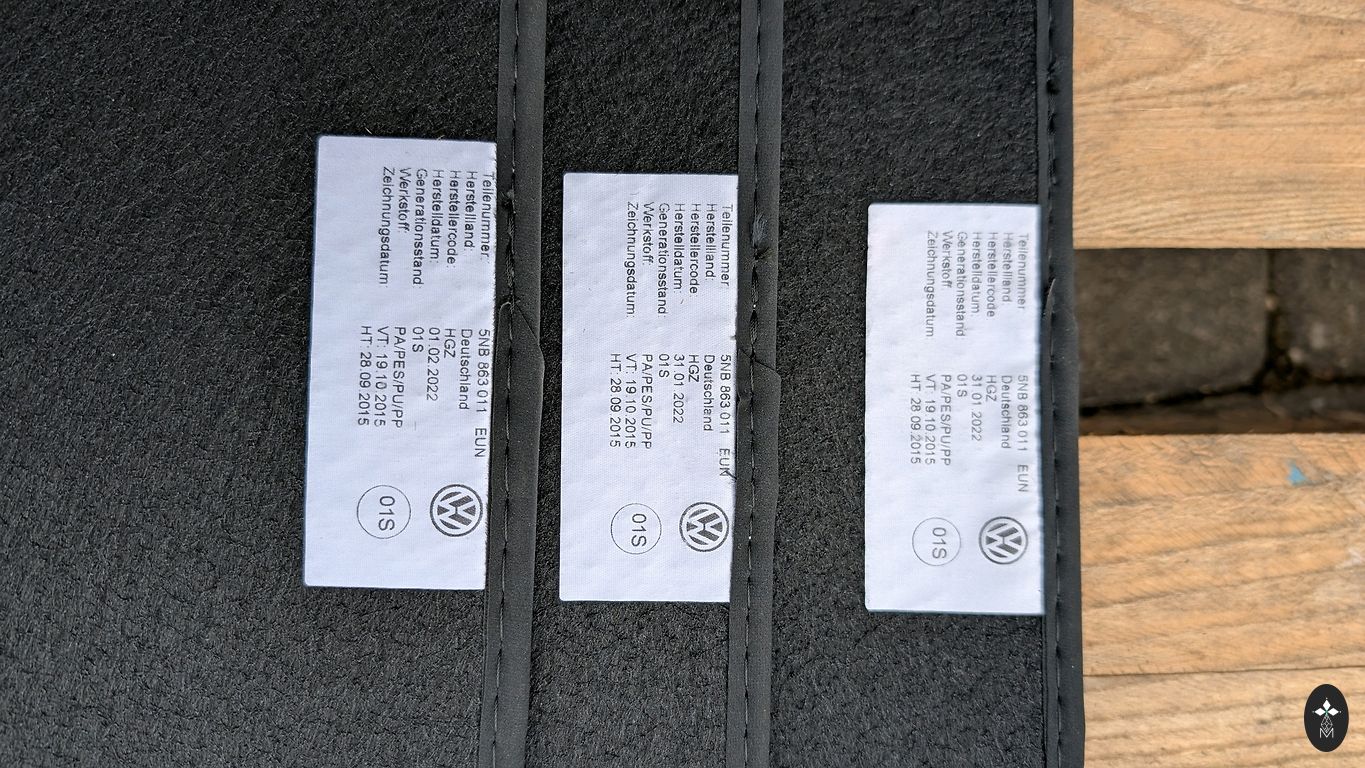 Teilenummer: 5NB 863 011 EUN
Herstelland: Deutschland
Herstellercode: HGZ
Herstelldatum: 01.02.2022
Generationsstand: 01S
Werkstoff: PA/PES/PU/PP
Zeichnungsdatum: VT: 19.10.2015
HT: 28.09.2015
01S
Teilenummer 5NB 863 011 EUN
Herstelland: Deutschland
Herstellercode: HGZ
Herstelldatum: 31.01.2022
Generationsstand: 01S
Werkstoff: PA/PES/PU/PP
Zeichnungsdatum: VT: 19.10.2015
HT: 28.09.2015
01S
Teilenummer 5NB 863 011 EUN
Herstelland: Deutschland
Herstellercode HGZ
Herstelldatum: 31.01.2022
Generationsstand: 01S
Werkstoff: PA/PES/PU/PP
Zeichnungsdatum: VT: 19.10.2015
HT: 28.09.2015
01S
M